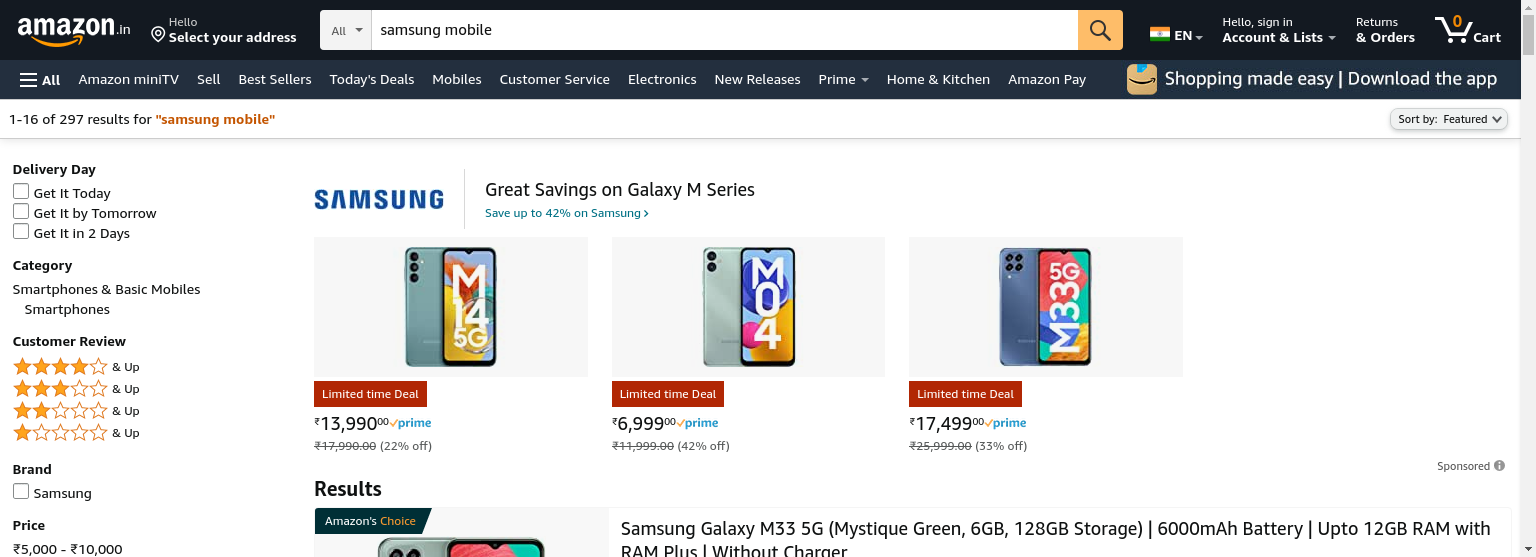 amazon.in
Hello
Select your address
All
samsung mobile
EN
Hello, sign in
Account & Lists
Returns
& Orders
0
Cart
All
Amazon miniTV
Sell
Best Sellers
Today's Deals
Mobiles
Customer Service
Electronics
New Releases
Prime
Home & Kitchen
Amazon Pay
Shopping made easy | Download the app
1-16 of 297 results for "samsung mobile"
Sort by: Featured
Delivery Day
Get It Today
Get It by Tomorrow
Get It in 2 Days
Category
Smartphones & Basic Mobiles
Smartphones
Customer Review
& Up
& Up
& Up
& Up
Brand
Samsung
Price
₹5,000 - ₹10,000
SAMSUNG
Great Savings on Galaxy M Series
Save up to 42% on Samsung
M
14
5G
Limited time Deal
₹13,99000 prime
₹17,990.00 (22% off)
M
04
Limited time Deal
₹6,99900 prime
₹11,999.00 (42% off)
M33 5G
Limited time Deal
₹17,49900 prime
₹25,999.00 (33% off)
Sponsored
Results
Amazon's Choice
Samsung Galaxy M33 5G (Mystique Green, 6GB, 128GB Storage) | 6000mAh Battery | Upto 12GB RAM with
RAM Plus | Without Charger